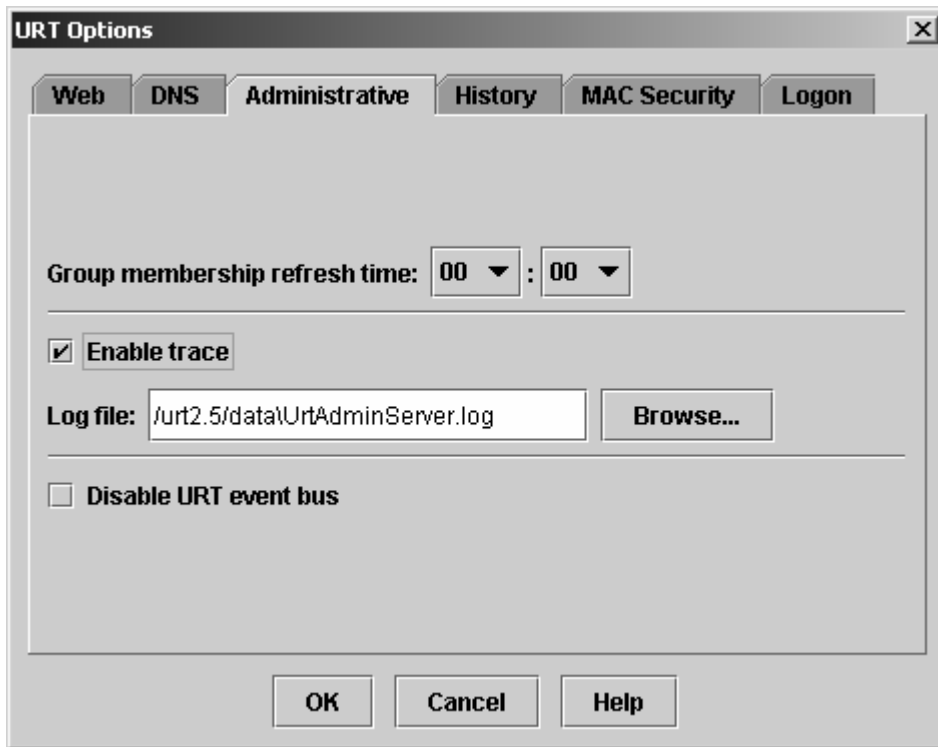 URT Options
Web DNS Administrative History MAC Security Logon
Group membership refresh time: 00 : 00
Enable trace
Log file: /urt2.5/data\UrtAdminServer.log Browse...
Disable URT event bus
OK Cancel Help